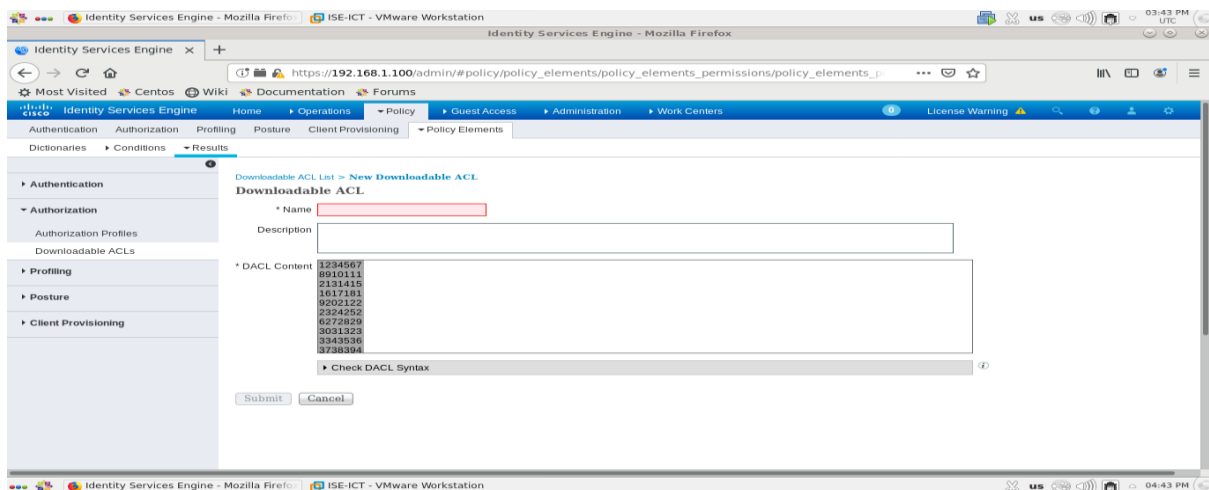 Identity Services Engine - Mozilla Firefo
ISE-ICT - VMware Workstation
us
03:43 PM
UTC
Identity Services Engine - Mozilla Firefox
Identity Services Engine
https://192.168.1.100/admin/#policy/policy_elements/policy_elements_permissions/policy_elements_p
Most Visited Centos Wiki Documentation Forums
cisco Identity Services Engine Home Operations Policy Guest Access Administration Work Centers 0 License Warning
Authentication Authorization Profiling Posture Client Provisioning Policy Elements
Dictionaries Conditions Results
Authentication
Authorization
Authorization Profiles
Downloadable ACLs
Profiling
Posture
Client Provisioning
Downloadable ACL List > New Downloadable ACL
Downloadable ACL
* Name
Description
* DACL Content
1234567
8910111
2131415
1617181
9202122
2324252
6272829
3031323
3343536
3738394
Check DACL Syntax
Submit Cancel
Identity Services Engine - Mozilla Firefo
ISE-ICT - VMware Workstation
us
04:43 PM